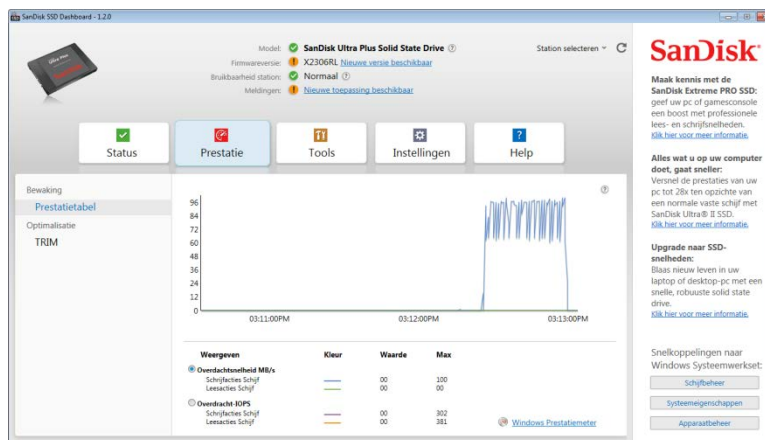 SanDisk SSD Dashboard - 1.2.0
Model: SanDisk Ultra Plus Solid State Drive
Station selecteren
Firmwareversie: X2306RL Nieuwe versie beschikbaar
Bruikbaarheid station: Normaal
Meldingen: Nieuwe toepassing beschikbaar
Status
Prestatie
Tools
Instellingen
Help
Bewaking
Prestatietabel
Optimalisatie
TRIM
96
84
72
60
48
36
24
12
0
03:11:00PM
03:12:00PM
03:13:00PM
Weergeven Kleur Waarde Max
Overdachtsnelheid MB/s
Schrijfacties Schijf 00 100
Leesacties Schijf 00 00
Overdracht-IOPS
Schrijfacties Schijf 00 302
Leesacties Schijf 00 381
Windows Prestatiemeter
SanDisk
Maak kennis met de
SanDisk Extreme PRO SSD:
geef uw pc of gamesconsole
een boost met professionele
lees- en schrijfsnelheden.
Klik hier voor meer informatie.
Alles wat u op uw computer
doet, gaat sneller:
Versnel de prestaties van uw
pc tot 28x ten opzichte van
een normale vaste schijf met
SanDisk Ultra® II SSD.
Klik hier voor meer informatie.
Upgrade naar SSD-
snelheden:
Blaas nieuw leven in uw
laptop of desktop-pc met een
snelle, robuuste solid state
drive.
Klik hier voor meer informatie.
Snelkoppelingen naar
Windows Systeemwerkset:
Schijfbeheer
Systeemeigenschappen
Apparaatbeheer